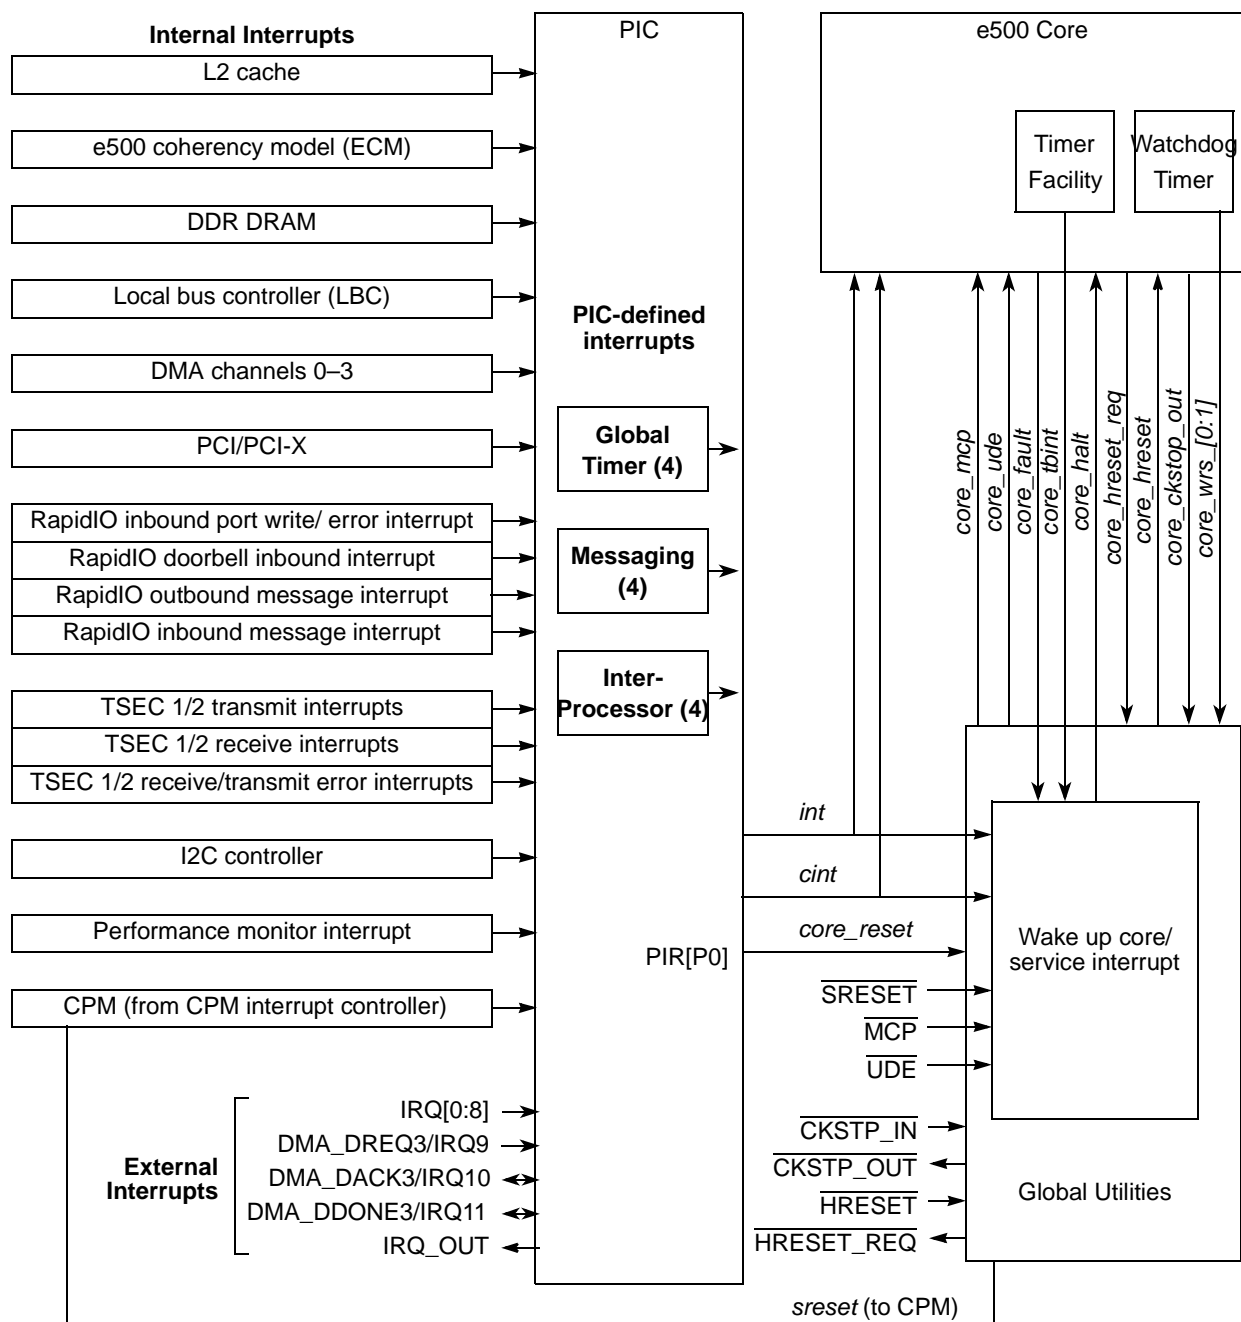 Internal Interrupts
L2 cache
e500 coherency model (ECM)
DDR DRAM
Local bus controller (LBC)
DMA channels 0–3
PCI/PCI-X
RapidIO inbound port write/ error interrupt
RapidIO doorbell inbound interrupt
RapidIO outbound message interrupt
RapidIO inbound message interrupt
TSEC 1/2 transmit interrupts
TSEC 1/2 receive interrupts
TSEC 1/2 receive/transmit error interrupts
I2C controller
Performance monitor interrupt
CPM (from CPM interrupt controller)
External
Interrupts
IRQ[0:8]
DMA_DREQ3/IRQ9
DMA_DACK3/IRQ10
DMA_DDONE3/IRQ11
IRQ_OUT
PIC
PIC-defined
interrupts
Global
Timer (4)
Messaging
(4)
Inter-
Processor (4)
PIR[P0]
e500 Core
Timer
Facility
Watchdog
Timer
core_mcp
core_ude
core_fault
core_tbint
core_halt
core_hreset_req
core_hreset
core_ckstop_out
core_wrs_[0:1]
int
cint
core_reset
SRESET
MCP
UDE
CKSTP_IN
CKSTP_OUT
HRESET
HRESET_REQ
Wake up core/
service interrupt
Global Utilities
sreset (to CPM)